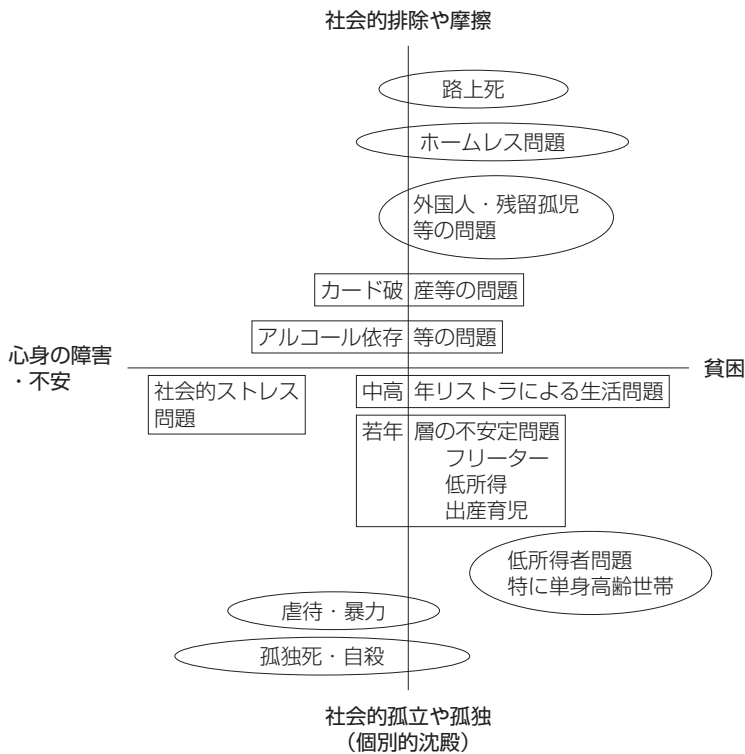 社会的排除や摩擦
路上死
ホームレス問題
外国人・残留孤児
等の問題
カード破産等の問題
アルコール依存等の問題
心身の障害
・不安
貧困
社会的ストレス
問題
中高年リストラによる生活問題
若年層の不安定問題
フリーター
低所得
出産育児
低所得者問題
特に単身高齢世帯
虐待・暴力
孤独死・自殺
社会的孤立や孤独
(個別的沈殿)